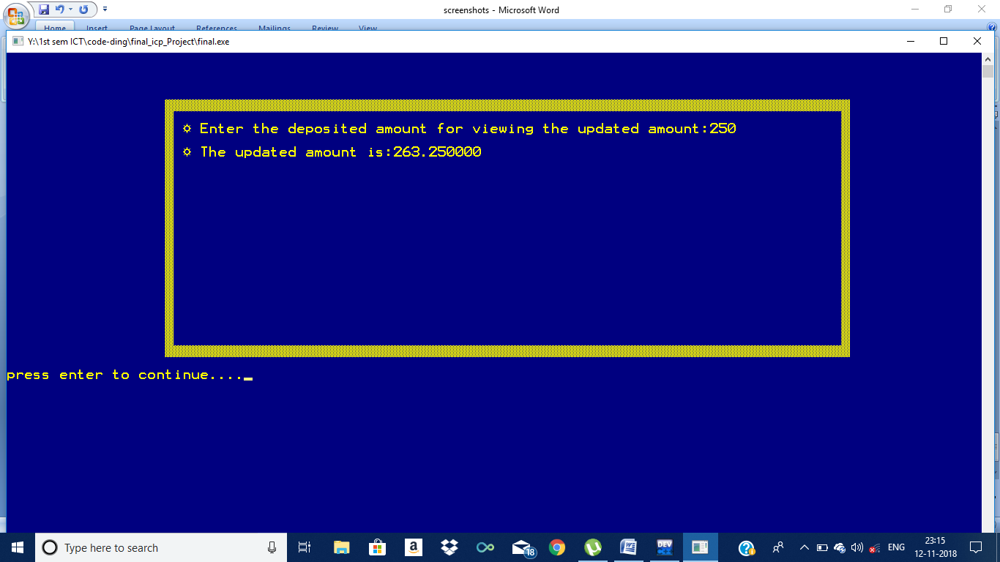 screenshots - Microsoft Word
Home Insert Page Layout References Mailings Review View
Y:\1st sem ICT\code-ding\final_icp_Project\final.exe
☼ Enter the deposited amount for viewing the updated amount:250
☼ The updated amount is:263.250000
press enter to continue....
Type here to search
a
18
DEV
ENG
23:15
12-11-2018